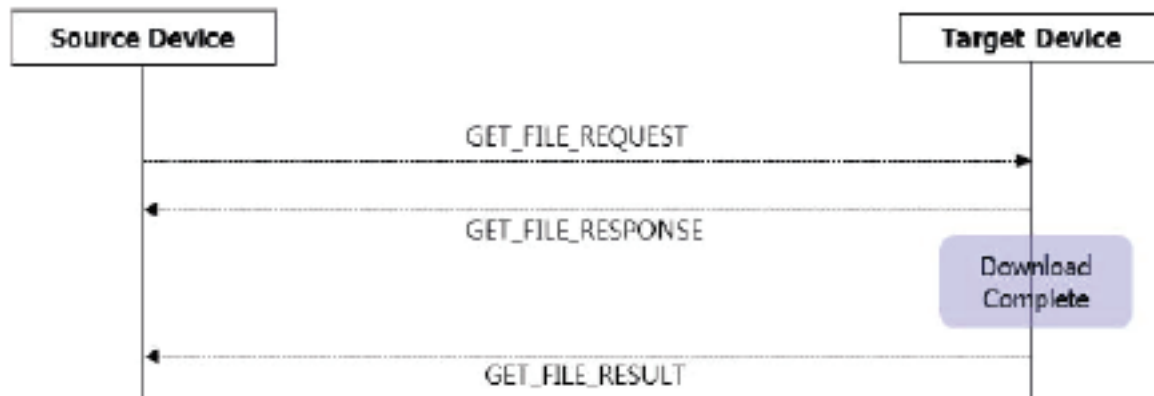 Source Device
Target Device
GET_FILE_REQUEST
GET_FILE_RESPONSE
Download
Complete
GET_FILE_RESULT